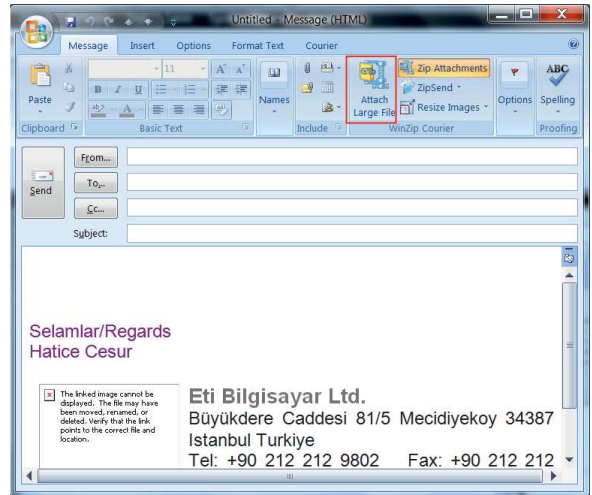 Untitled - Message (HTML)
Message Insert Options Format Text Courier
Paste
Clipboard
11
B I U
Basic Text
Names
Include
Attach
Large File
Zip Attachments
ZipSend
Resize Images
WinZip Courier
Options
ABC
Spelling
Proofing
Send
From...
To...
Cc...
Subject:
Selamlar/Regards
Hatice Cesur
The linked image cannot be
displayed. The file may have
been moved, renamed, or
deleted. Verify that the link
points to the correct file and
location.
Eti Bilgisayar Ltd.
Büyükdere Caddesi 81/5 Mecidiyekoy 34387
Istanbul Turkiye
Tel: +90 212 212 9802 Fax: +90 212 212